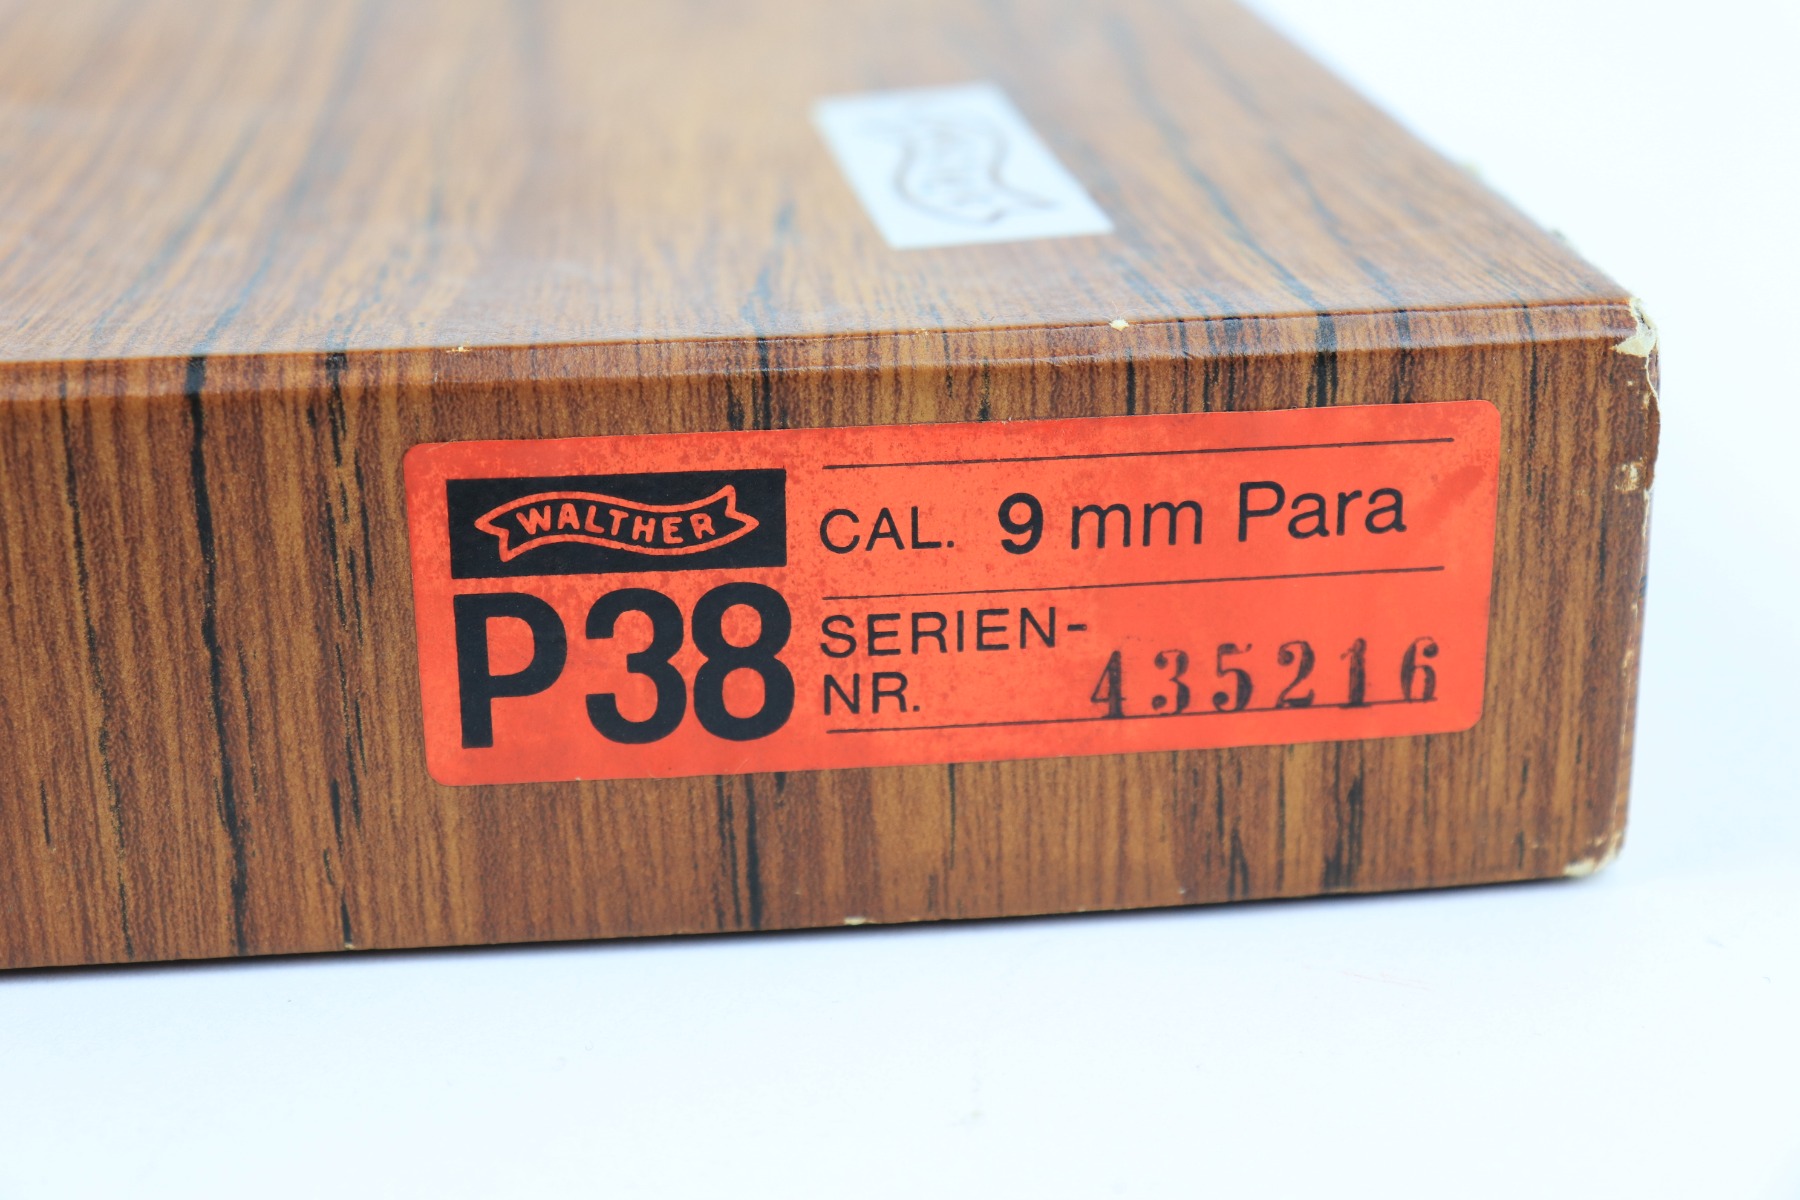 WALTHER
P38
CAL. 9 mm Para
SERIEN-
NR. 435216